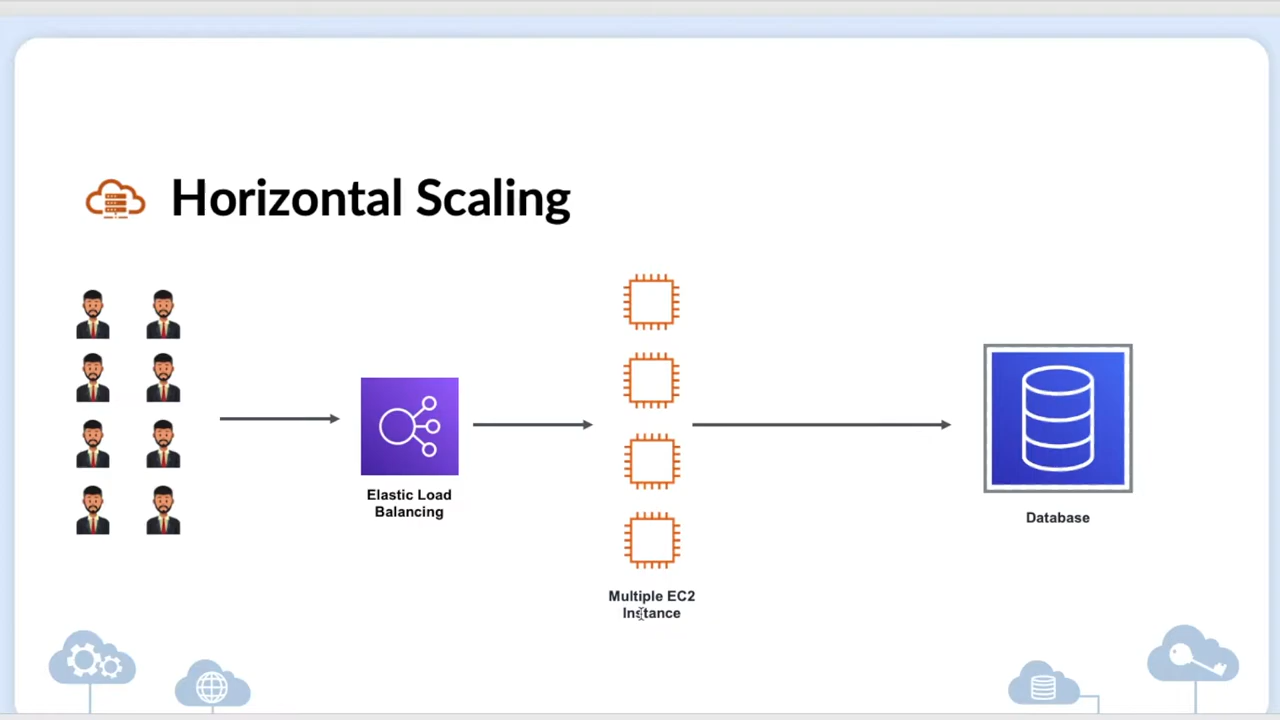 Horizontal Scaling
Elastic Load
Balancing
Multiple EC2
Instance
Database